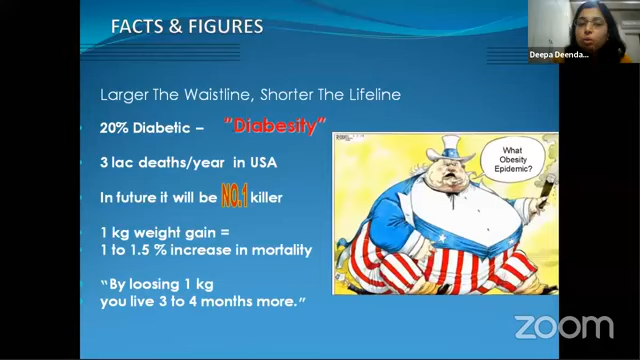 FACTS & FIGURES
Deepa Deenda...
Larger The Waistline, Shorter The Lifeline
20% Diabetic – "Diabesity"
3 lac deaths/year in USA
In future it will be NO.1 killer
1 kg weight gain =
1 to 1.5 % increase in mortality
"By loosing 1 kg
you live 3 to 4 months more."
What
Obesity
Epidemic?
zoom